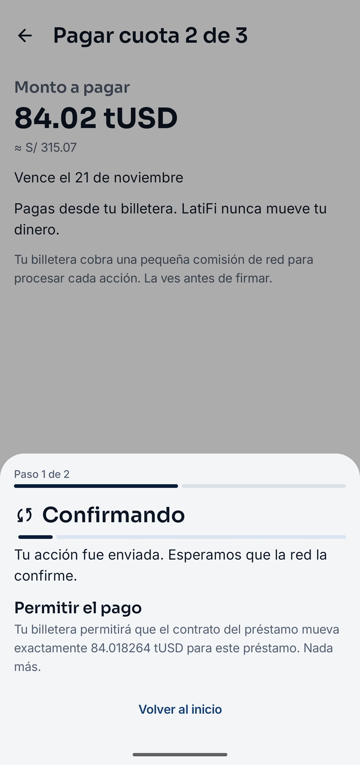 Pagar cuota 2 de 3
Monto a pagar
84.02 tUSD
≈ S/ 315.07
Vence el 21 de noviembre
Pagas desde tu billetera. LatiFi nunca mueve tu
dinero.
Tu billetera cobra una pequeña comisión de red para
procesar cada acción. La ves antes de firmar.
Paso 1 de 2
Confirmando
Tu acción fue enviada. Esperamos que la red la
confirme.
Permitir el pago
Tu billetera permitirá que el contrato del préstamo mueva
exactamente 84.018264 tUSD para este préstamo. Nada
más.
Volver al inicio